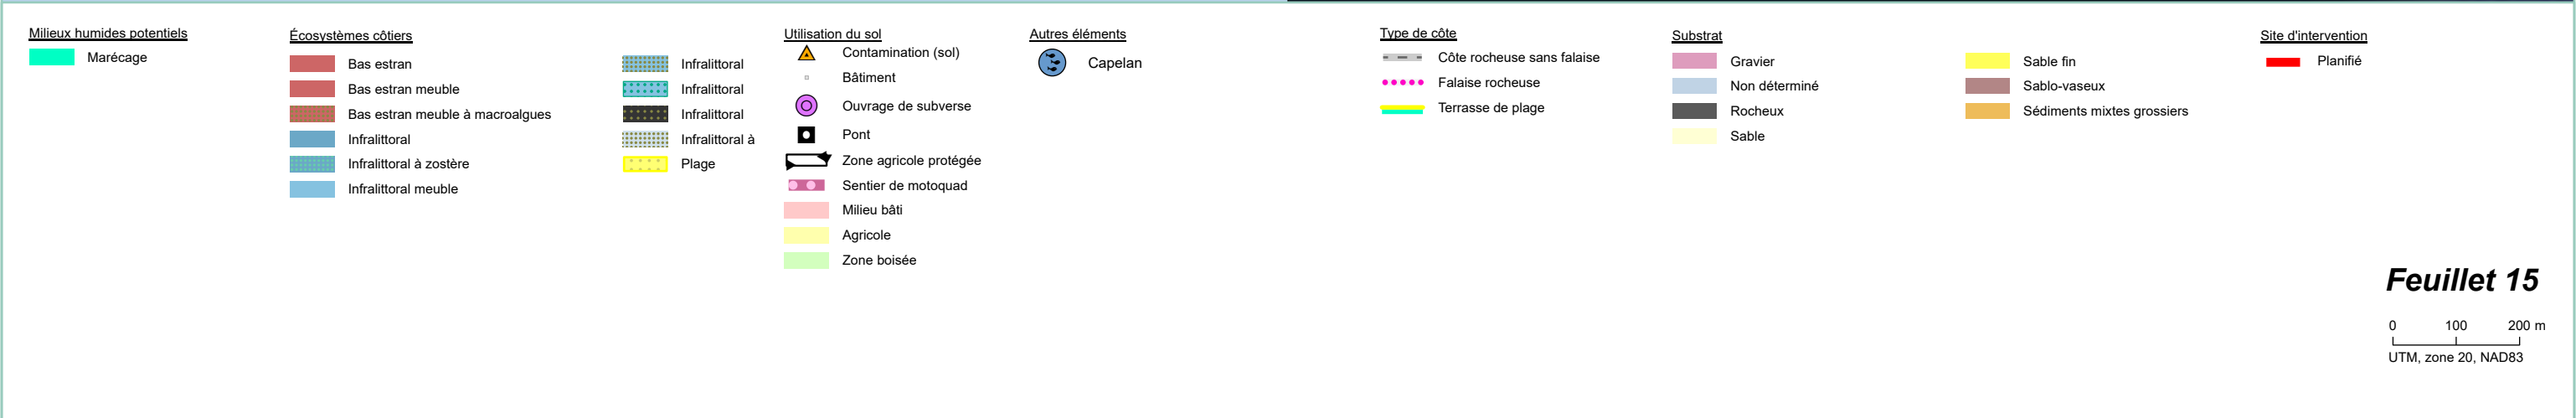 Milieux humides potentiels
Marécage
Écosystèmes côtiers
Bas estran
Bas estran meuble
Bas estran meuble à macroalgues
Infralittoral
Infralittoral à zostère
Infralittoral meuble
Infralittoral
Infralittoral
Infralittoral
Infralittoral à
Plage
Utilisation du sol
Contamination (sol)
Bâtiment
Ouvrage de subverse
Pont
Zone agricole protégée
Sentier de motoquad
Milieu bâti
Agricole
Zone boisée
Autres éléments
Capelan
Type de côte
Côte rocheuse sans falaise
Falaise rocheuse
Terrasse de plage
Substrat
Gravier
Non déterminé
Rocheux
Sable
Sable fin
Sablo-vaseux
Sédiments mixtes grossiers
Site d'intervention
Planifié
Feuillet 15
0 100 200 m
UTM, zone 20, NAD83